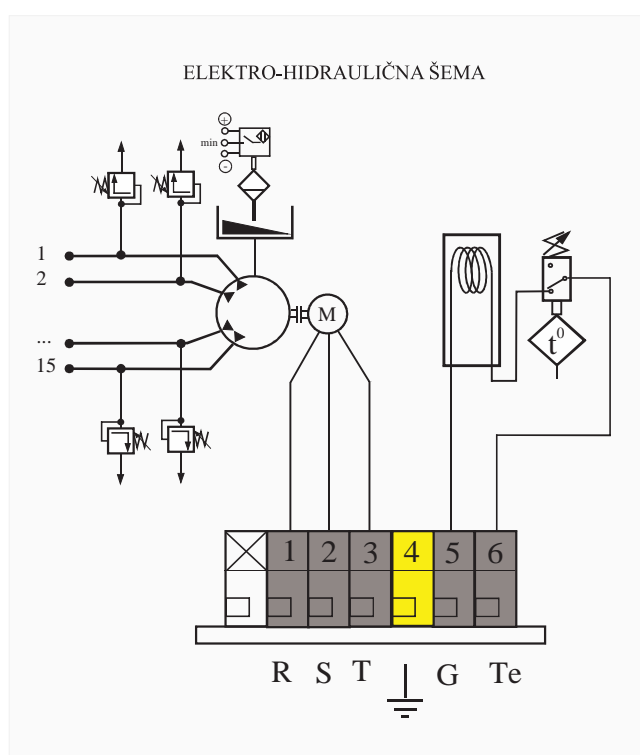 ELEKTRO-HIDRAULIČNA ŠEMA
+
min
-
1
2
...
15
M
t⁰
1 2 3 4 5 6
R S T G Te